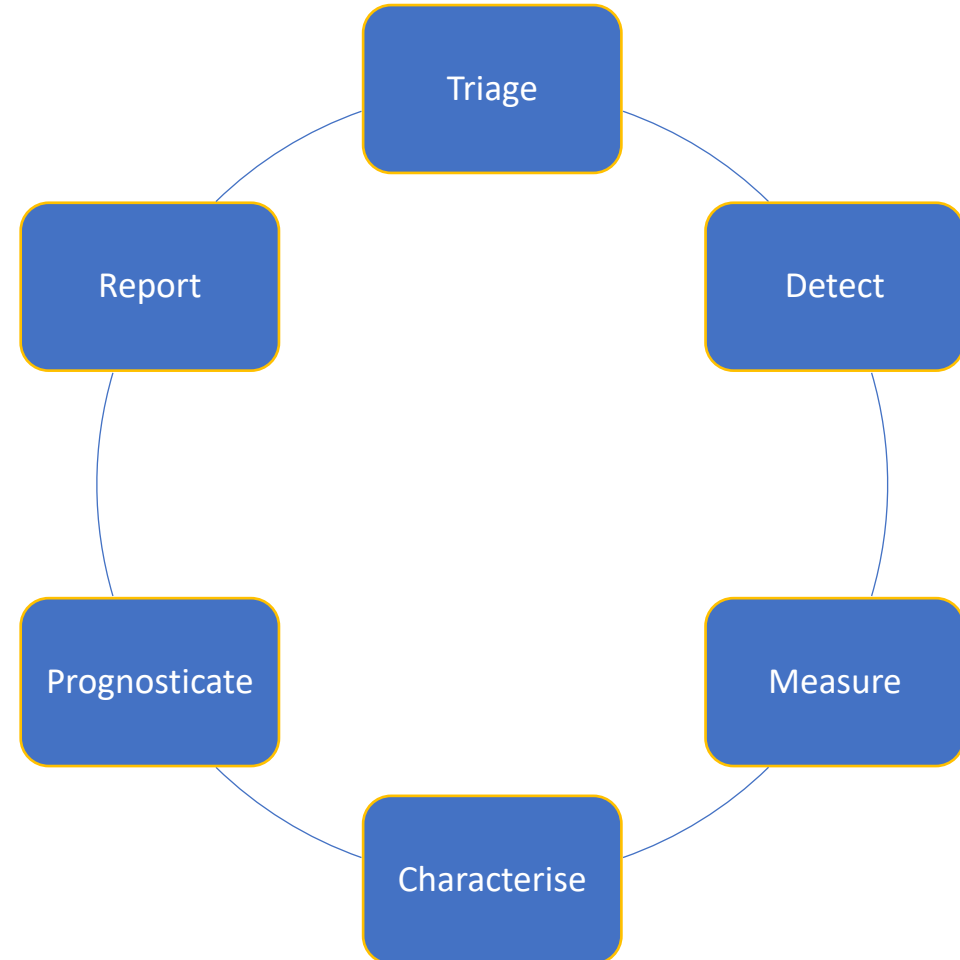 Triage
Detect
Measure
Characterise
Prognosticate
Report